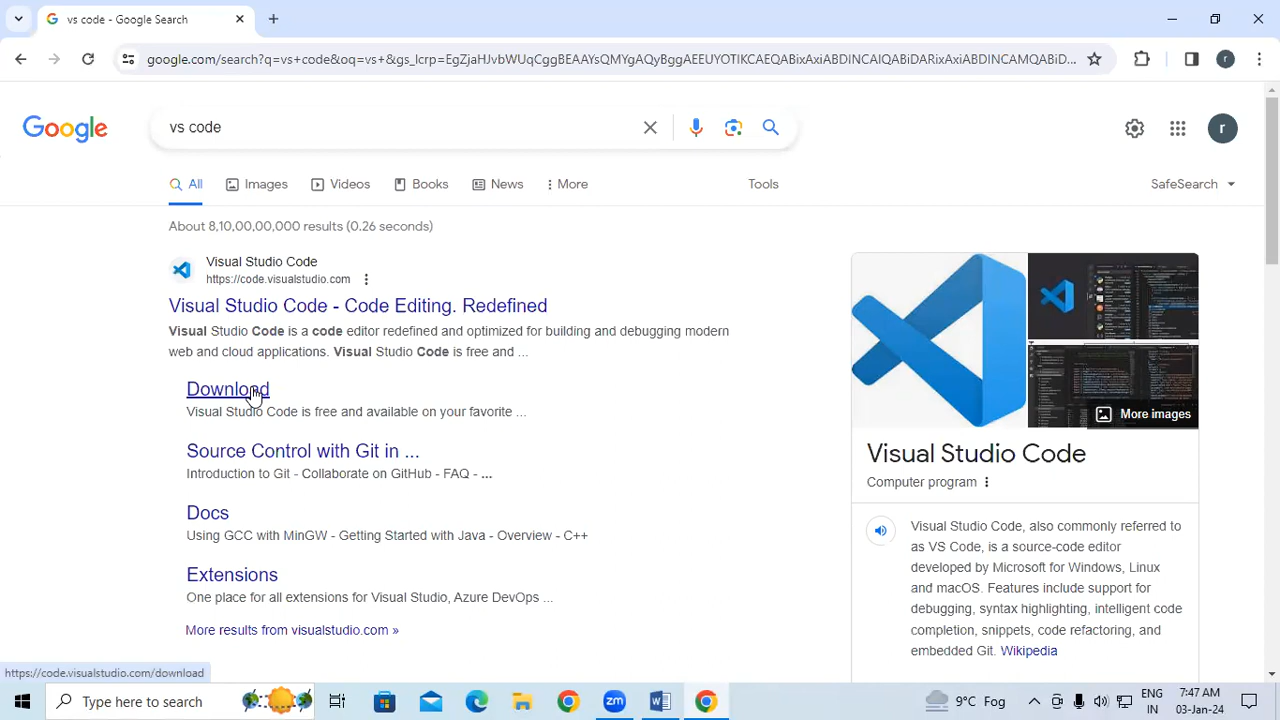 vs code - Google Search
google.com/search?q=vs+code&oq=vs+&gs_lcrp=EgZjaHJvbWUqCggBEAAYsQMYgAQyBggAEEUYOTIKCAEQABixAxiABDINCAIQABiDARixAxiABDINCAMQABiD...
Google
vs code
r
All
Images
Videos
Books
News
More
Tools
SafeSearch
About 8,10,00,00,000 results (0.26 seconds)
Visual Studio Code
https://code.visualstudio.com
Visual Studio Code - Code Editing. Redefined
Visual Studio Code is a code editor redefined and optimized for building and debugging modern
web and cloud applications. Visual Studio Code is free and ...
Download
Visual Studio Code is free and available on your favorite ...
Source Control with Git in ...
Introduction to Git - Collaborate on GitHub - FAQ - ...
Docs
Using GCC with MinGW - Getting Started with Java - Overview - C++
Extensions
One place for all extensions for Visual Studio, Azure DevOps ...
More results from visualstudio.com »
More images
Visual Studio Code
Computer program
Visual Studio Code, also commonly referred to
as VS Code, is a source-code editor
developed by Microsoft for Windows, Linux
and macOS. Features include support for
debugging, syntax highlighting, intelligent code
completion, snippets, code refactoring, and
embedded Git. Wikipedia
https://code.visualstudio.com/download
Type here to search
9°C Fog
ENG
IN
7:47 AM
03-Jan-24